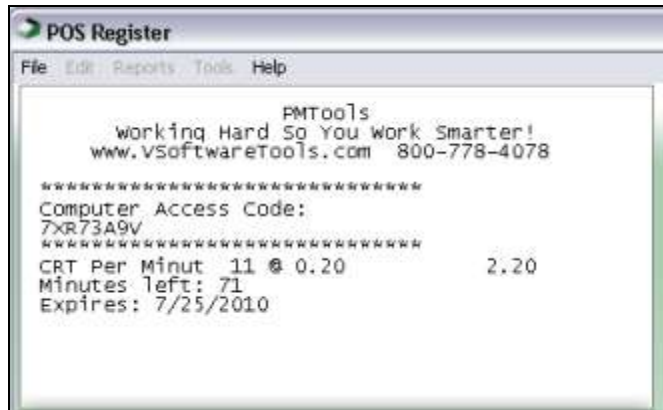 POS Register
File Edit Reports Tools Help
PMTools
Working Hard So You Work Smarter!
www.VSoftwareTools.com 800-778-4078
*******************************
Computer Access Code:
7XR73A9V
*******************************
CRT Per Minut 11 @ 0.20 2.20
Minutes left: 71
Expires: 7/25/2010